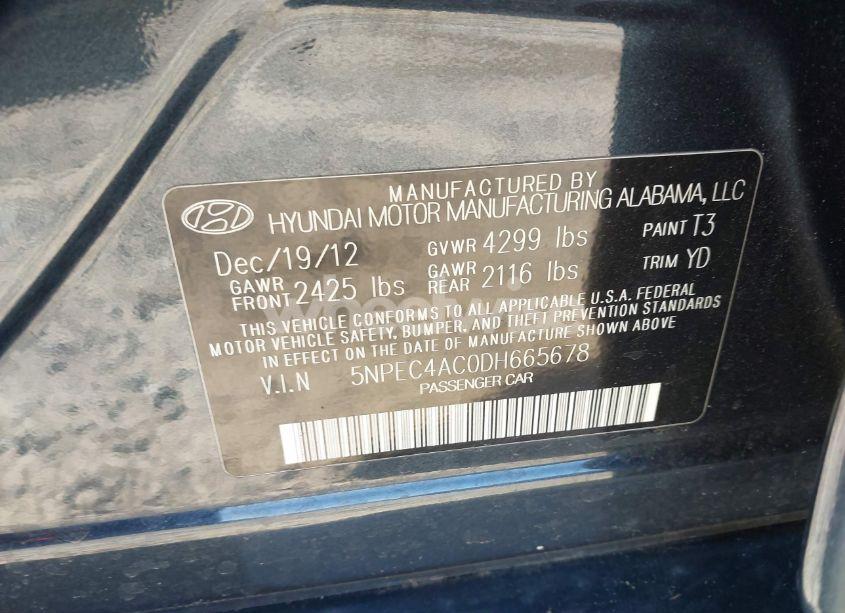 MANUFACTURED BY
HYUNDAI MOTOR MANUFACTURING ALABAMA, LLC
Dec/19/12 GVWR 4299 lbs PAINT T3
GAWR FRONT 2425 lbs GAWR REAR 2116 lbs TRIM YD
THIS VEHICLE CONFORMS TO ALL APPLICABLE U.S.A. FEDERAL
MOTOR VEHICLE SAFETY, BUMPER, AND THEFT PREVENTION STANDARDS
IN EFFECT ON THE DATE OF MANUFACTURE SHOWN ABOVE
V.I.N 5NPEC4AC0DH665678
PASSENGER CAR